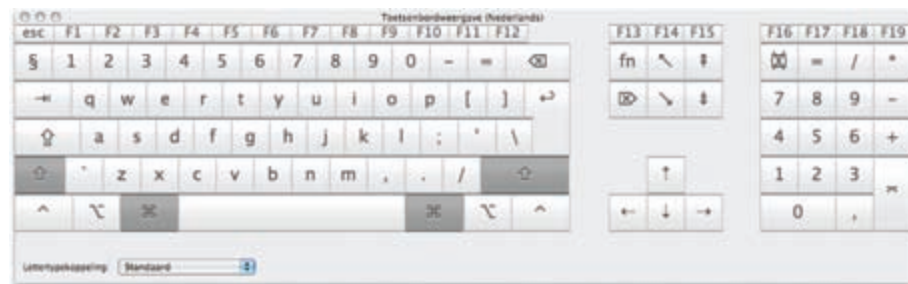 Toetsenbordweergave (Nederlands)
esc F1 F2 F3 F4 F5 F6 F7 F8 F9 F10 F11 F12 F13 F14 F15 F16 F17 F18 F19
§ 1 2 3 4 5 6 7 8 9 0 - = ⌫ fn ↖ ⇞ ⌧ = / *
⇥ q w e r t y u i o p [ ] ↩ ⌦ ↘ ⇟ 7 8 9 -
⇪ a s d f g h j k l ; ' \ 4 5 6 +
⇧ ` z x c v b n m , . / ⇧ ↑ 1 2 3 ⌤
^ ⌥ ⌘ ⌘ ⌥ ^ ← ↓ → 0 ,
Lettertypekoppeling: Standaard